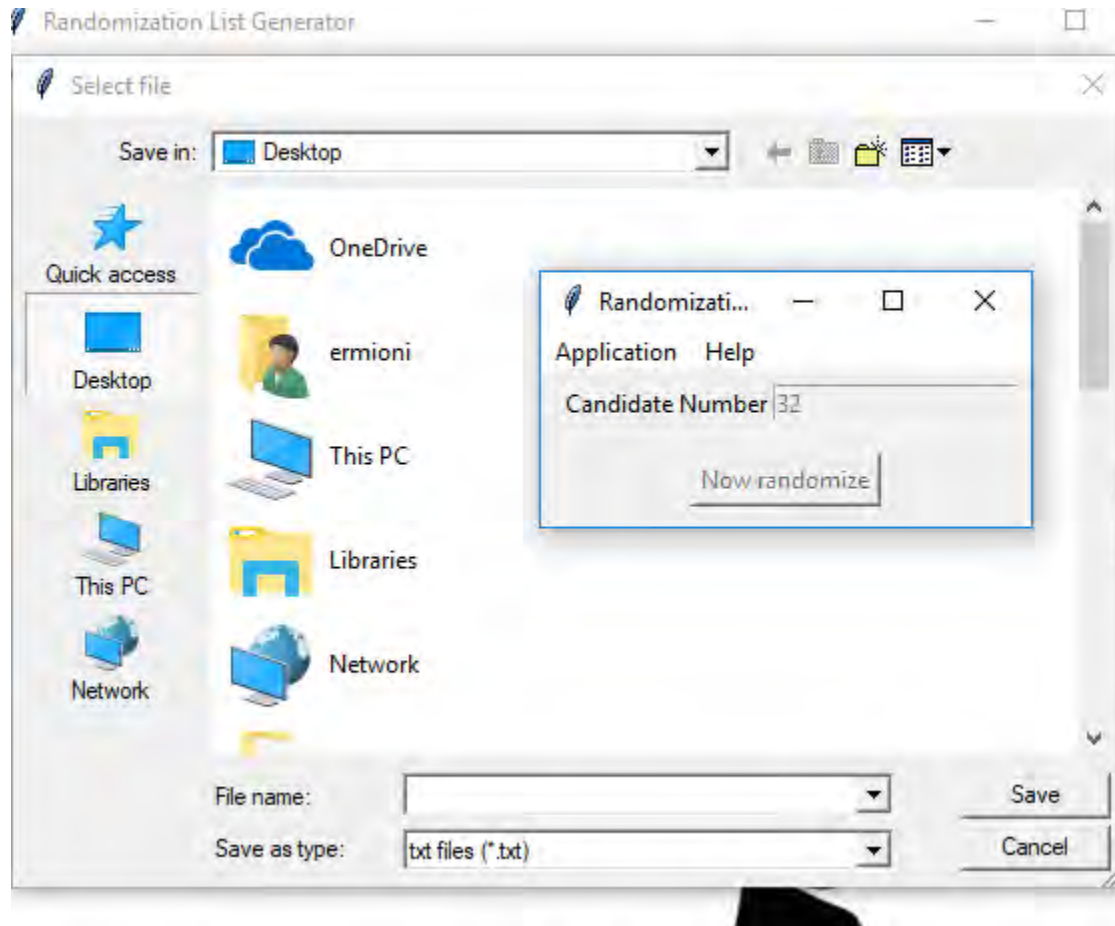 Randomization List Generator
Select file
Save in: Desktop
Quick access
Desktop
Libraries
This PC
Network
OneDrive
ermioni
This PC
Libraries
Network
Randomizati...
Application Help
Candidate Number 32
Now randomize
File name:
Save
Save as type: txt files (*.txt)
Cancel